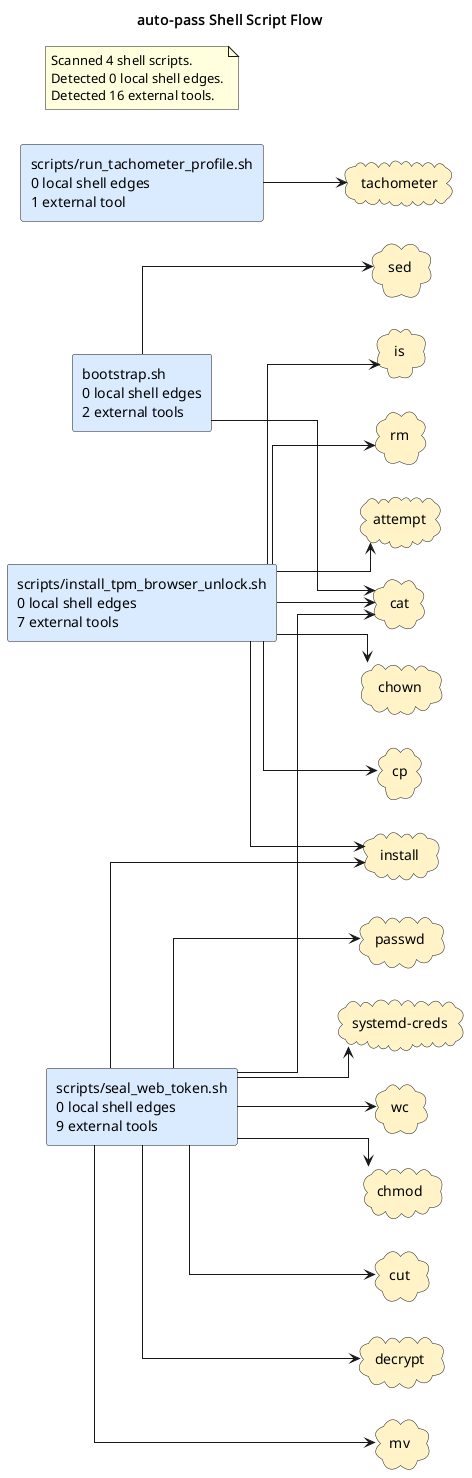 auto-pass Shell Script Flow
Scanned 4 shell scripts.
Detected 0 local shell edges.
Detected 16 external tools.
scripts/run_tachometer_profile.sh
0 local shell edges
1 external tool
tachometer
sed
is
bootstrap.sh
0 local shell edges
2 external tools
rm
attempt
scripts/install_tpm_browser_unlock.sh
0 local shell edges
7 external tools
cat
chown
cp
install
passwd
systemd-creds
scripts/seal_web_token.sh
0 local shell edges
9 external tools
wc
chmod
cut
decrypt
mv